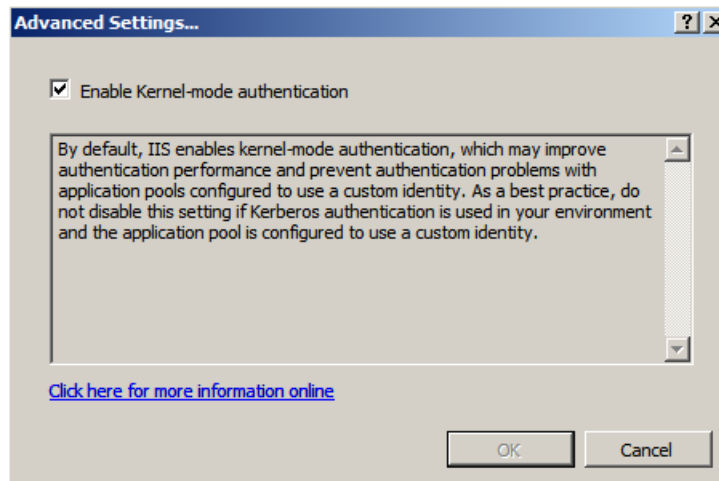 Advanced Settings...
Enable Kernel-mode authentication
By default, IIS enables kernel-mode authentication, which may improve
authentication performance and prevent authentication problems with
application pools configured to use a custom identity. As a best practice, do
not disable this setting if Kerberos authentication is used in your environment
and the application pool is configured to use a custom identity.
Click here for more information online
OK
Cancel